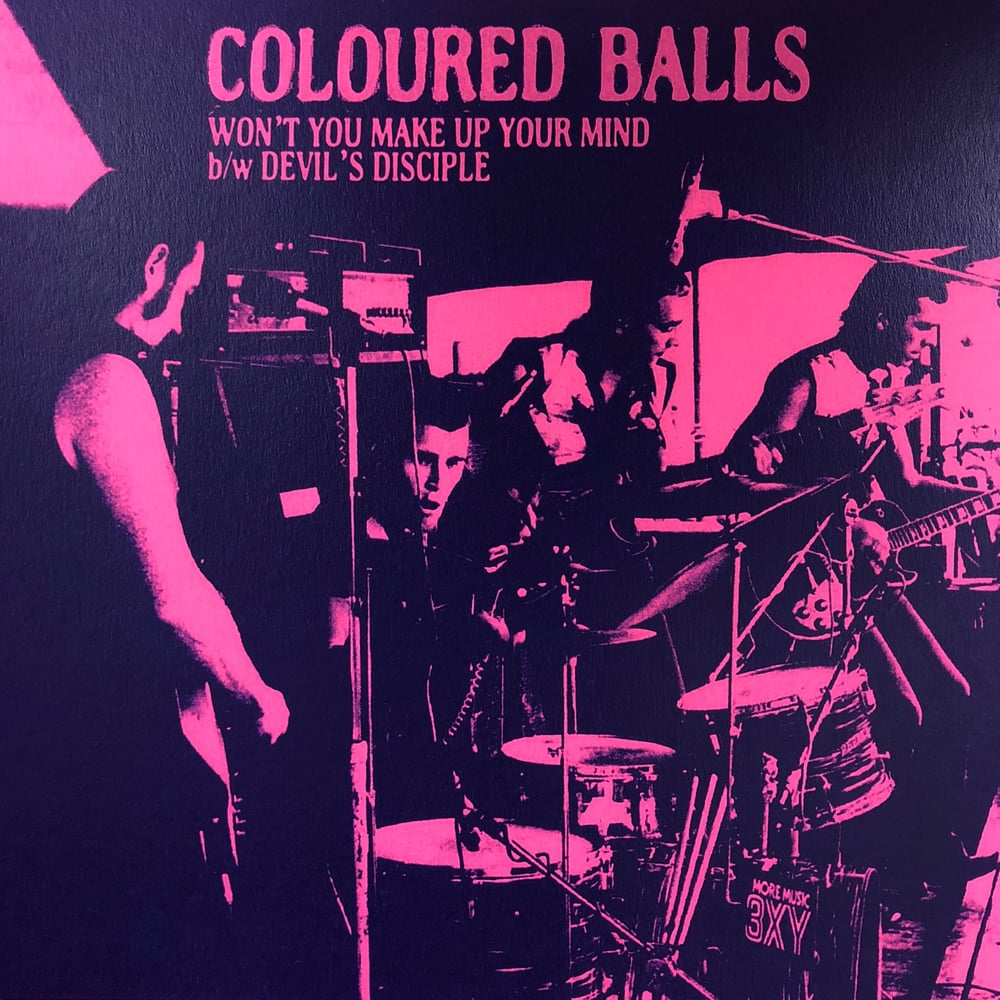 COLOURED BALLS
WON'T YOU MAKE UP YOUR MIND
b/w DEVIL'S DISCIPLE
MORE MUSIC
3XY